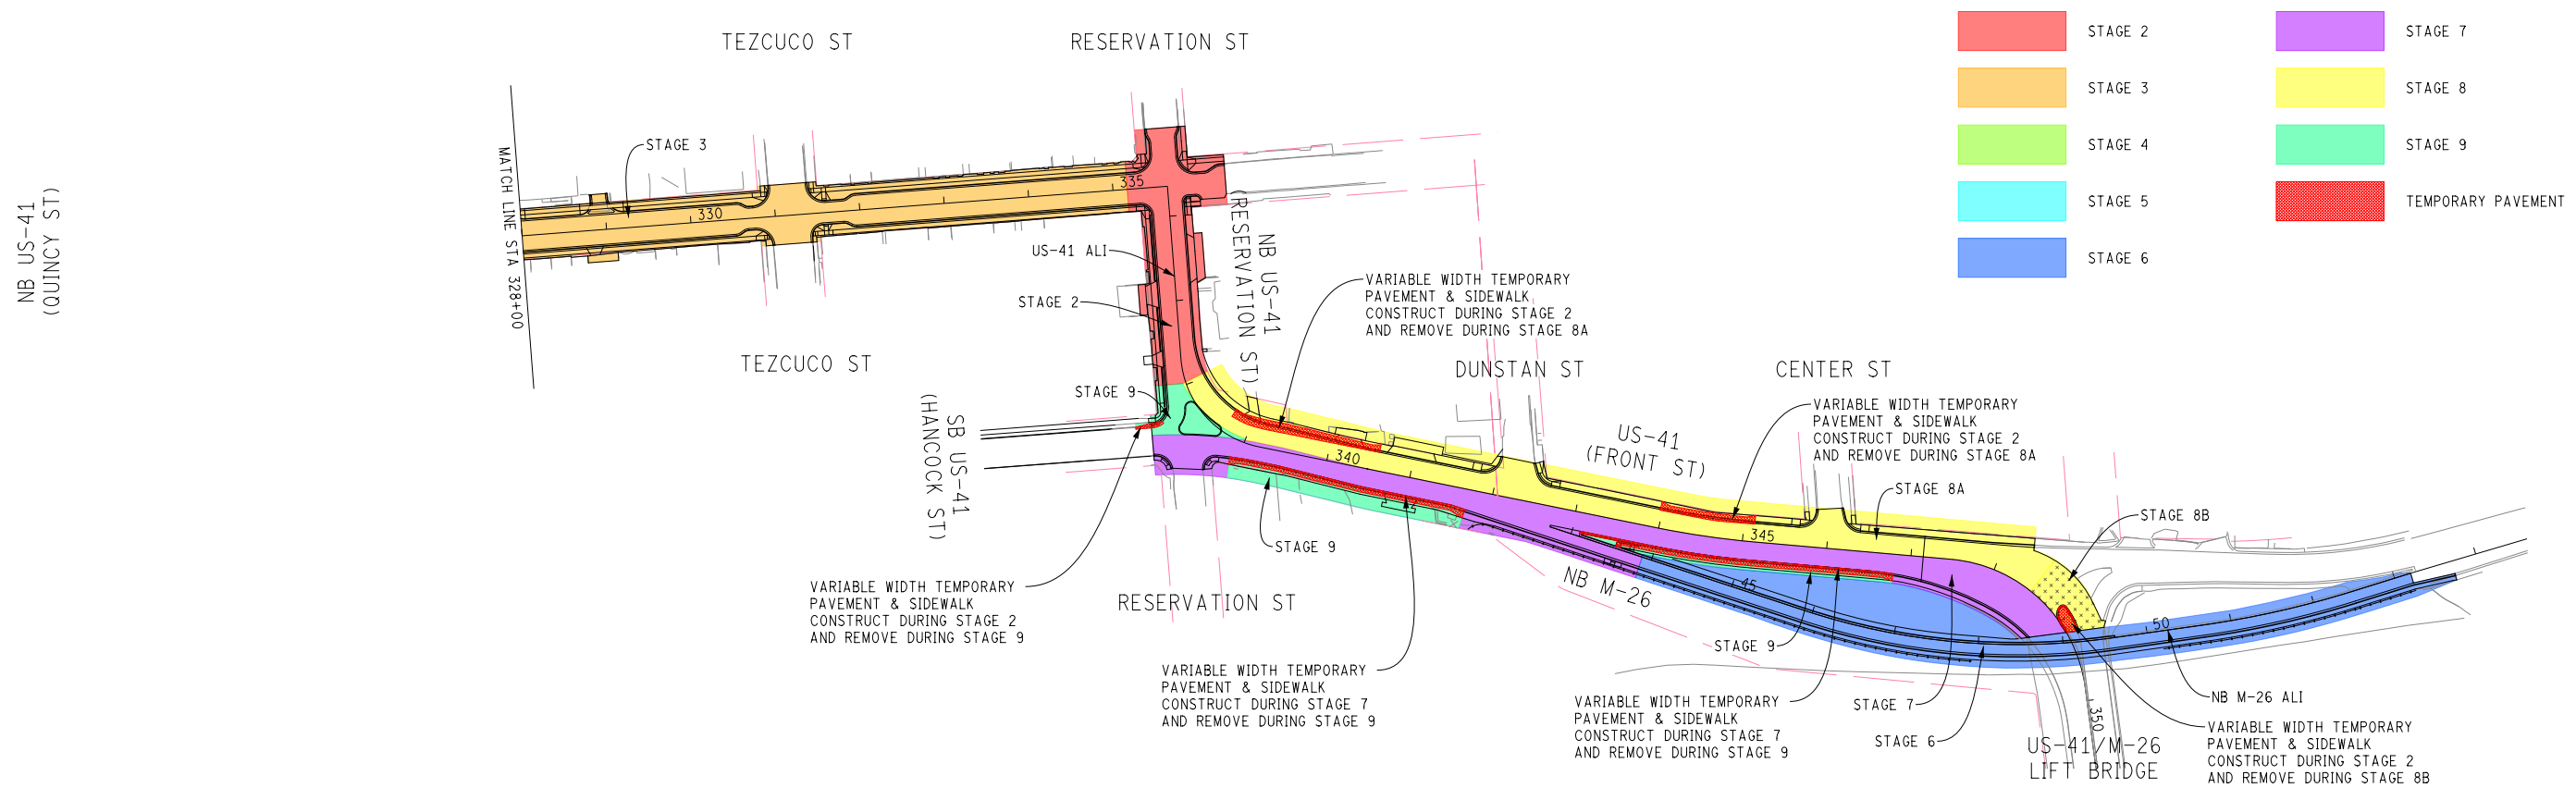 TEZCUCO ST
RESERVATION ST
STAGE 2
STAGE 7
STAGE 3
STAGE 8
STAGE 4
STAGE 9
STAGE 5
TEMPORARY PAVEMENT
STAGE 6
NB US-41
(QUINCY ST)
MATCH LINE STA 328+00
STAGE 3
330
335
US-41 ALI
STAGE 2
NB US-41
(RESERVATION ST)
VARIABLE WIDTH TEMPORARY
PAVEMENT & SIDEWALK
CONSTRUCT DURING STAGE 2
AND REMOVE DURING STAGE 8A
TEZCUCO ST
DUNSTAN ST
CENTER ST
STAGE 9
SB US-41
(HANCOCK ST)
VARIABLE WIDTH TEMPORARY
PAVEMENT & SIDEWALK
CONSTRUCT DURING STAGE 2
AND REMOVE DURING STAGE 8A
US-41
(FRONT ST)
340
345
STAGE 8A
STAGE 8B
STAGE 9
NB M-26
45
50
VARIABLE WIDTH TEMPORARY
PAVEMENT & SIDEWALK
CONSTRUCT DURING STAGE 2
AND REMOVE DURING STAGE 9
RESERVATION ST
VARIABLE WIDTH TEMPORARY
PAVEMENT & SIDEWALK
CONSTRUCT DURING STAGE 7
AND REMOVE DURING STAGE 9
STAGE 9
VARIABLE WIDTH TEMPORARY
PAVEMENT & SIDEWALK
CONSTRUCT DURING STAGE 7
AND REMOVE DURING STAGE 9
STAGE 7
STAGE 6
350
US-41/M-26
LIFT BRIDGE
NB M-26 ALI
VARIABLE WIDTH TEMPORARY
PAVEMENT & SIDEWALK
CONSTRUCT DURING STAGE 2
AND REMOVE DURING STAGE 8B